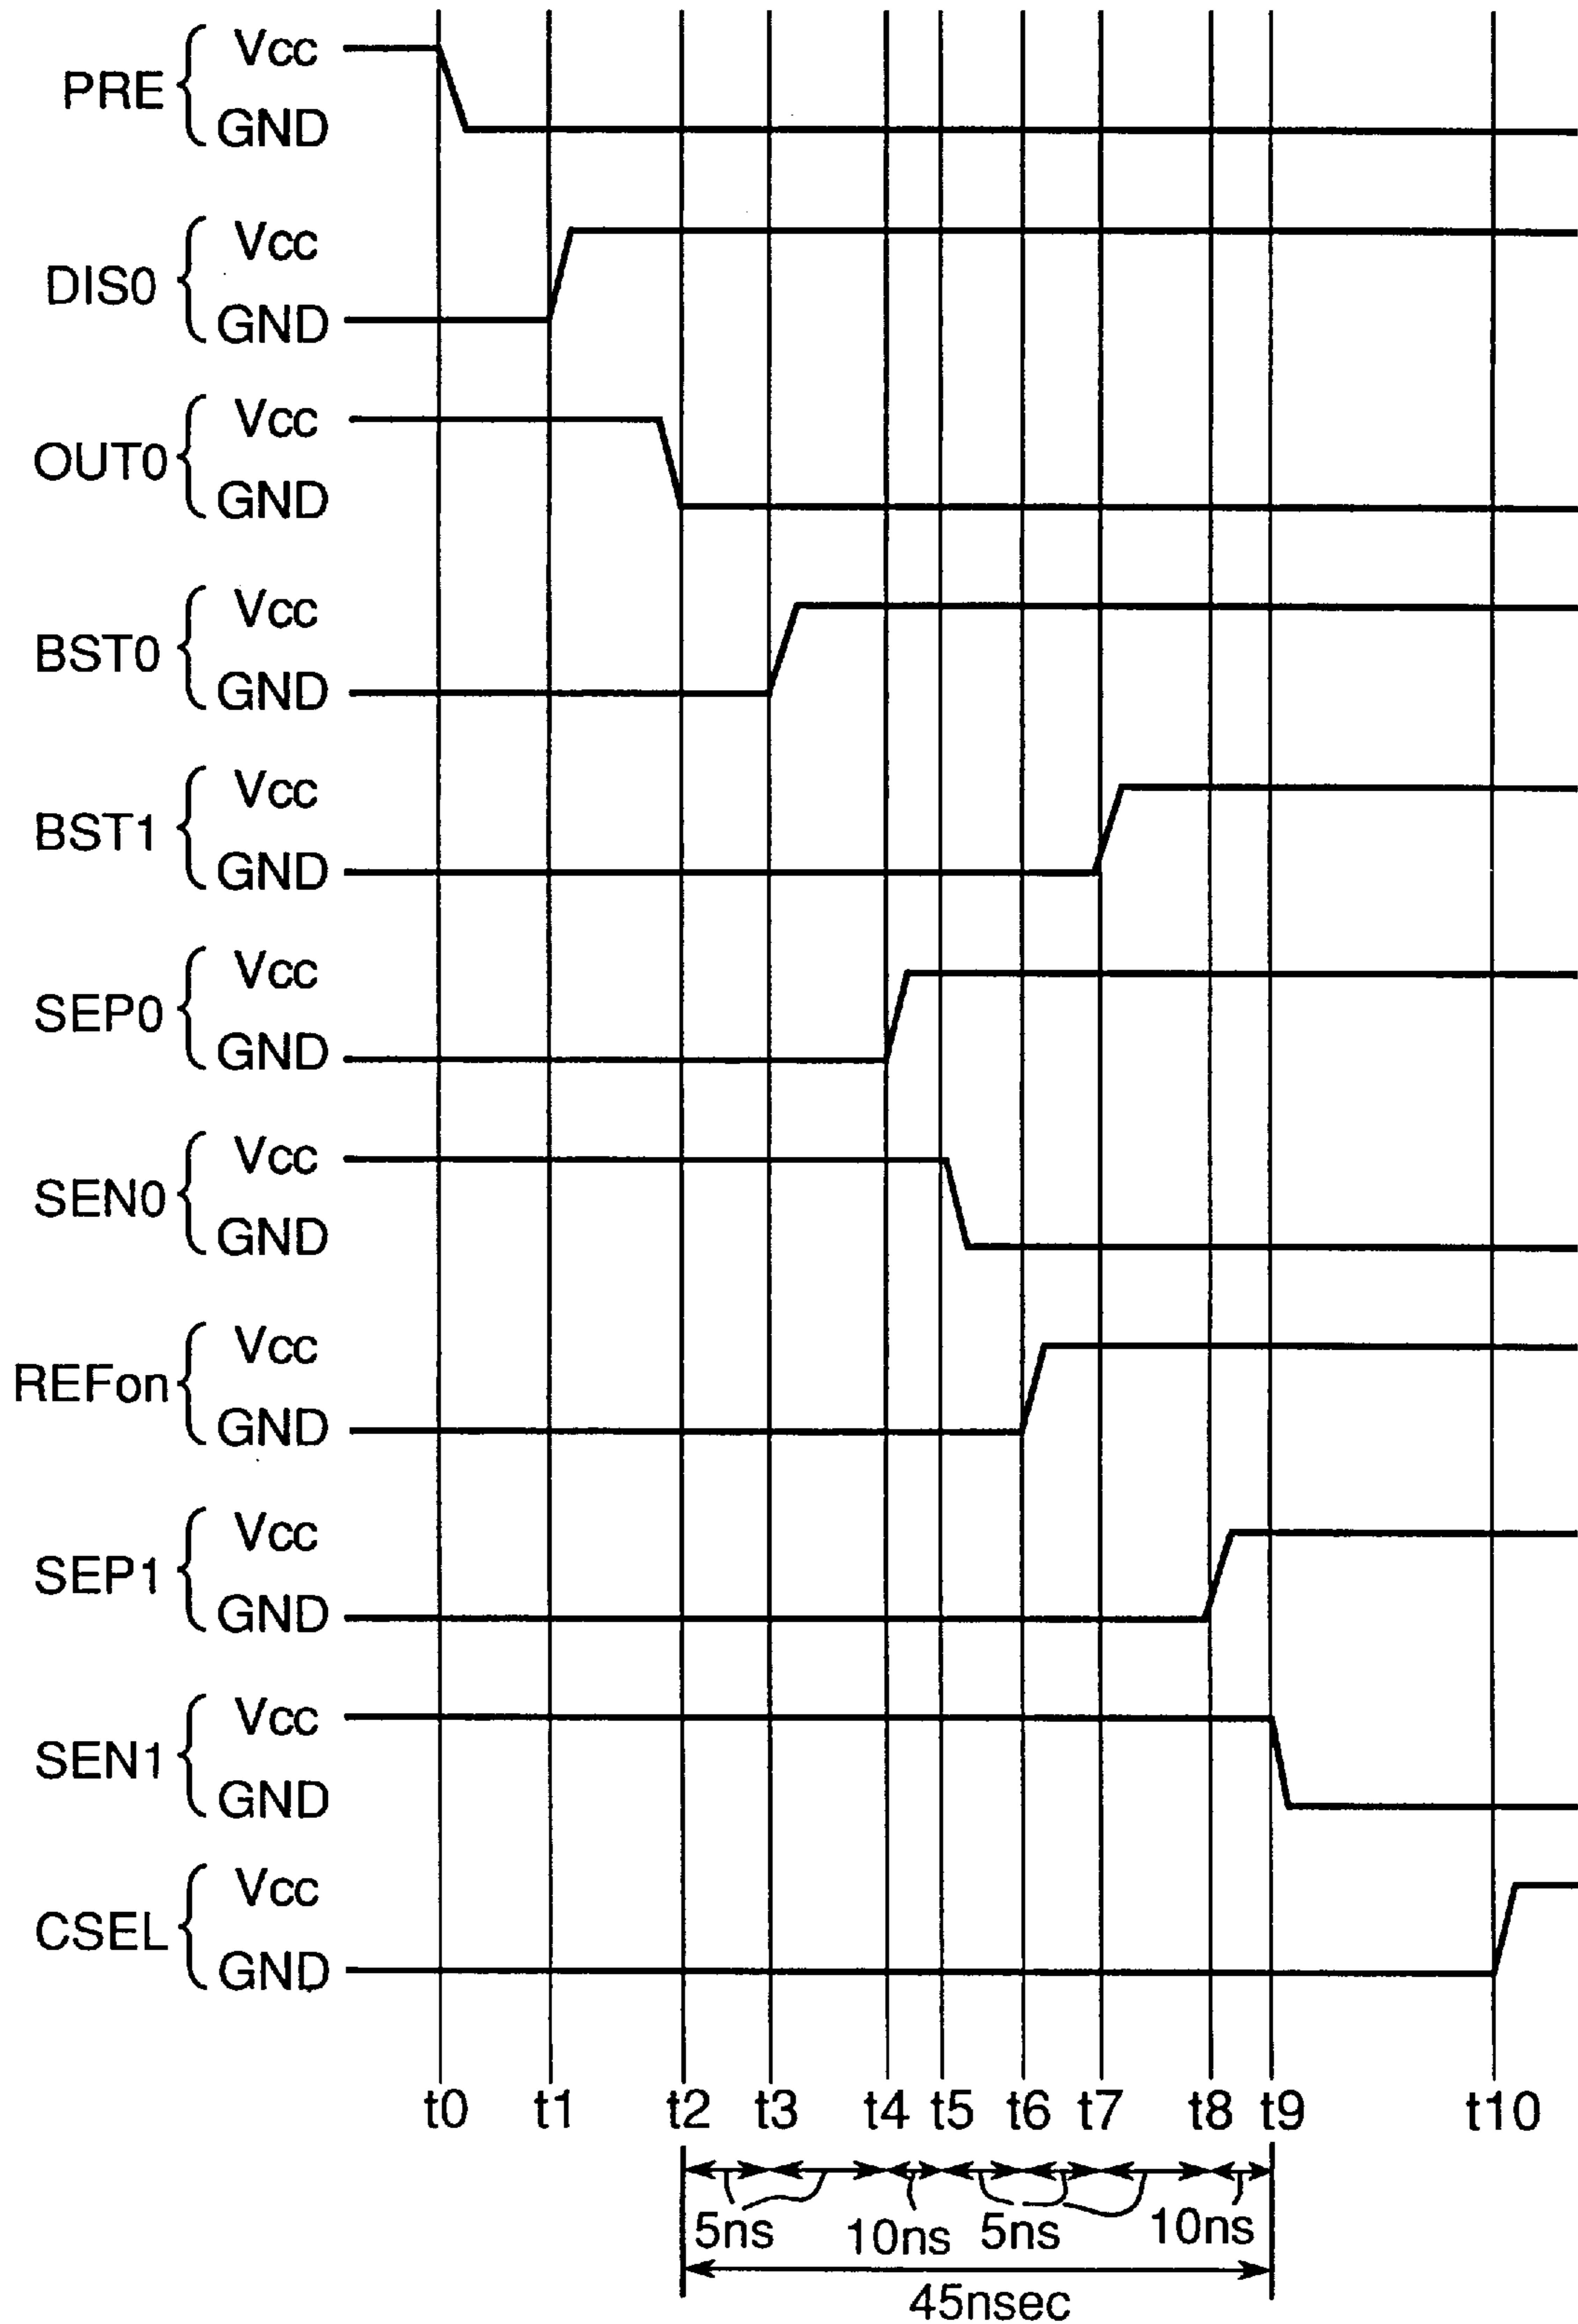 PRE
Vcc
GND
DIS0
Vcc
GND
OUT0
Vcc
GND
BST0
Vcc
GND
BST1
Vcc
GND
SEP0
Vcc
GND
SEN0
Vcc
GND
REFon
Vcc
GND
SEP1
Vcc
GND
SEN1
Vcc
GND
CSEL
Vcc
GND
t0 t1 t2 t3 t4 t5 t6 t7 t8 t9 t10
5ns 10ns 5ns 10ns
45nsec